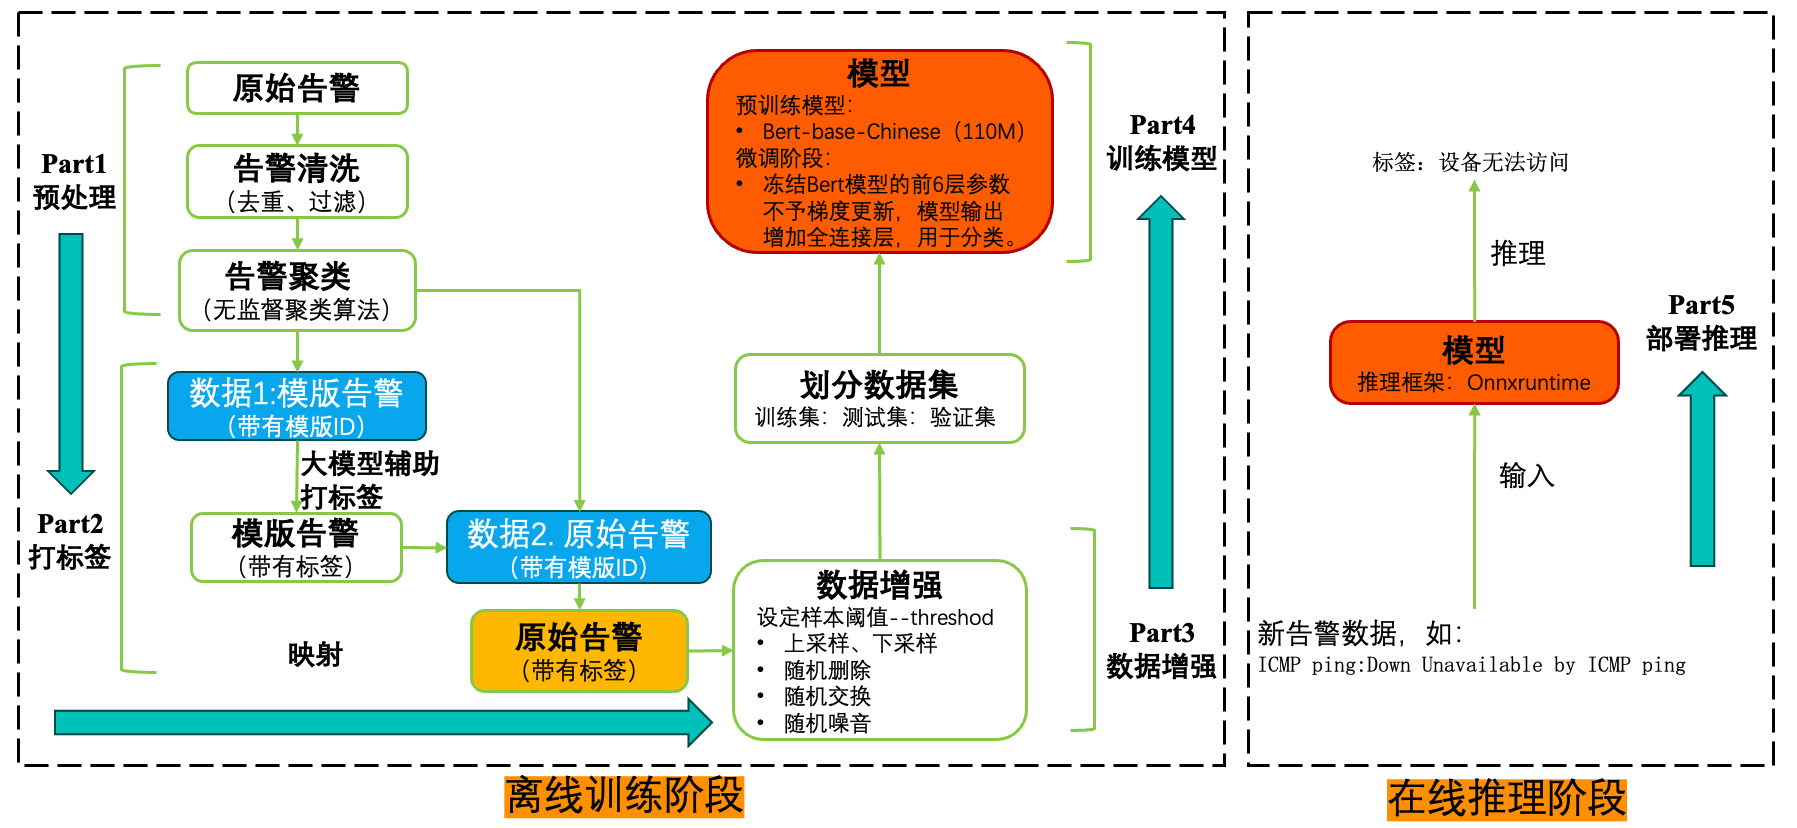 Part1
预处理
原始告警
告警清洗
（去重、过滤）
告警聚类
（无监督聚类算法）
Part2
打标签
数据1:模版告警
（带有模版ID）
大模型辅助
打标签
模版告警
（带有标签）
数据2. 原始告警
（带有模版ID）
原始告警
（带有标签）
映射
Part3
数据增强
数据增强
设定样本阈值--threshod
• 上采样、下采样
• 随机删除
• 随机交换
• 随机噪音
划分数据集
训练集：测试集：验证集
Part4
训练模型
模型
预训练模型：
• Bert-base-Chinese（110M）
微调阶段：
• 冻结Bert模型的前6层参数
不予梯度更新，模型输出
增加全连接层，用于分类。
离线训练阶段
标签：设备无法访问
推理
Part5
部署推理
模型
推理框架：Onnxruntime
输入
新告警数据，如：
ICMP ping:Down Unavailable by ICMP ping
在线推理阶段